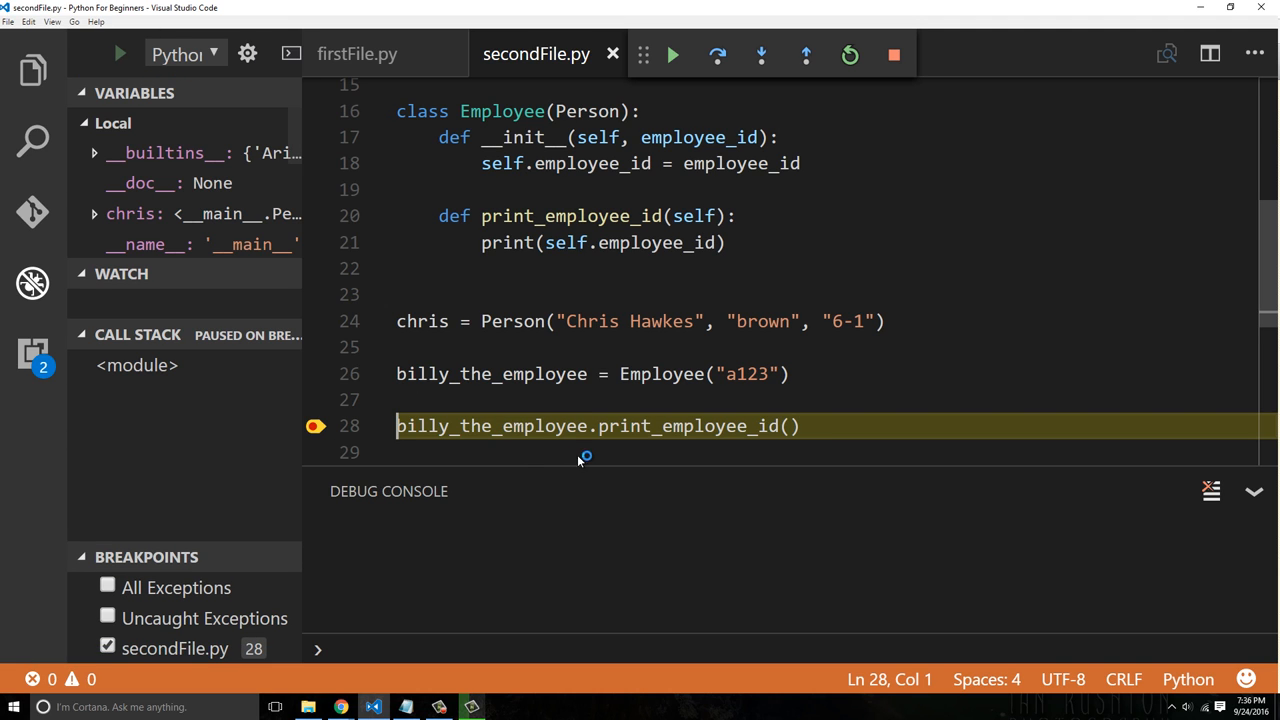 secondFile.py - Python For Beginners - Visual Studio Code
File Edit View Go Help
Python
firstFile.py
secondFile.py
VARIABLES
Local
__builtins__: {'Ari...
__doc__: None
chris: <__main__.Pe...
__name__: '__main__'
WATCH
CALL STACK PAUSED ON BRE...
<module>
BREAKPOINTS
All Exceptions
Uncaught Exceptions
secondFile.py 28
2
15
16 class Employee(Person):
17 def __init__(self, employee_id):
18 self.employee_id = employee_id
19
20 def print_employee_id(self):
21 print(self.employee_id)
22
23
24 chris = Person("Chris Hawkes", "brown", "6-1")
25
26 billy_the_employee = Employee("a123")
27
28 billy_the_employee.print_employee_id()
29
DEBUG CONSOLE
0 0
Ln 28, Col 1 Spaces: 4 UTF-8 CRLF Python
I'm Cortana. Ask me anything.
7:36 PM
9/24/2016